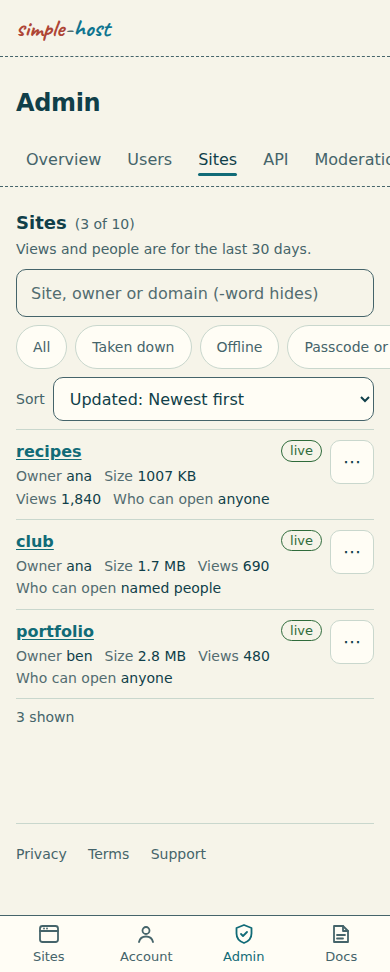 simple-host
Admin
Overview Users Sites API Moderatio
Sites (3 of 10)
Views and people are for the last 30 days.
Site, owner or domain (-word hides)
All Taken down Offline Passcode or
Sort Updated: Newest first
recipes live ...
Owner ana Size 1007 KB
Views 1,840 Who can open anyone
club live ...
Owner ana Size 1.7 MB Views 690
Who can open named people
portfolio live ...
Owner ben Size 2.8 MB Views 480
Who can open anyone
3 shown
Privacy Terms Support
Sites Account Admin Docs